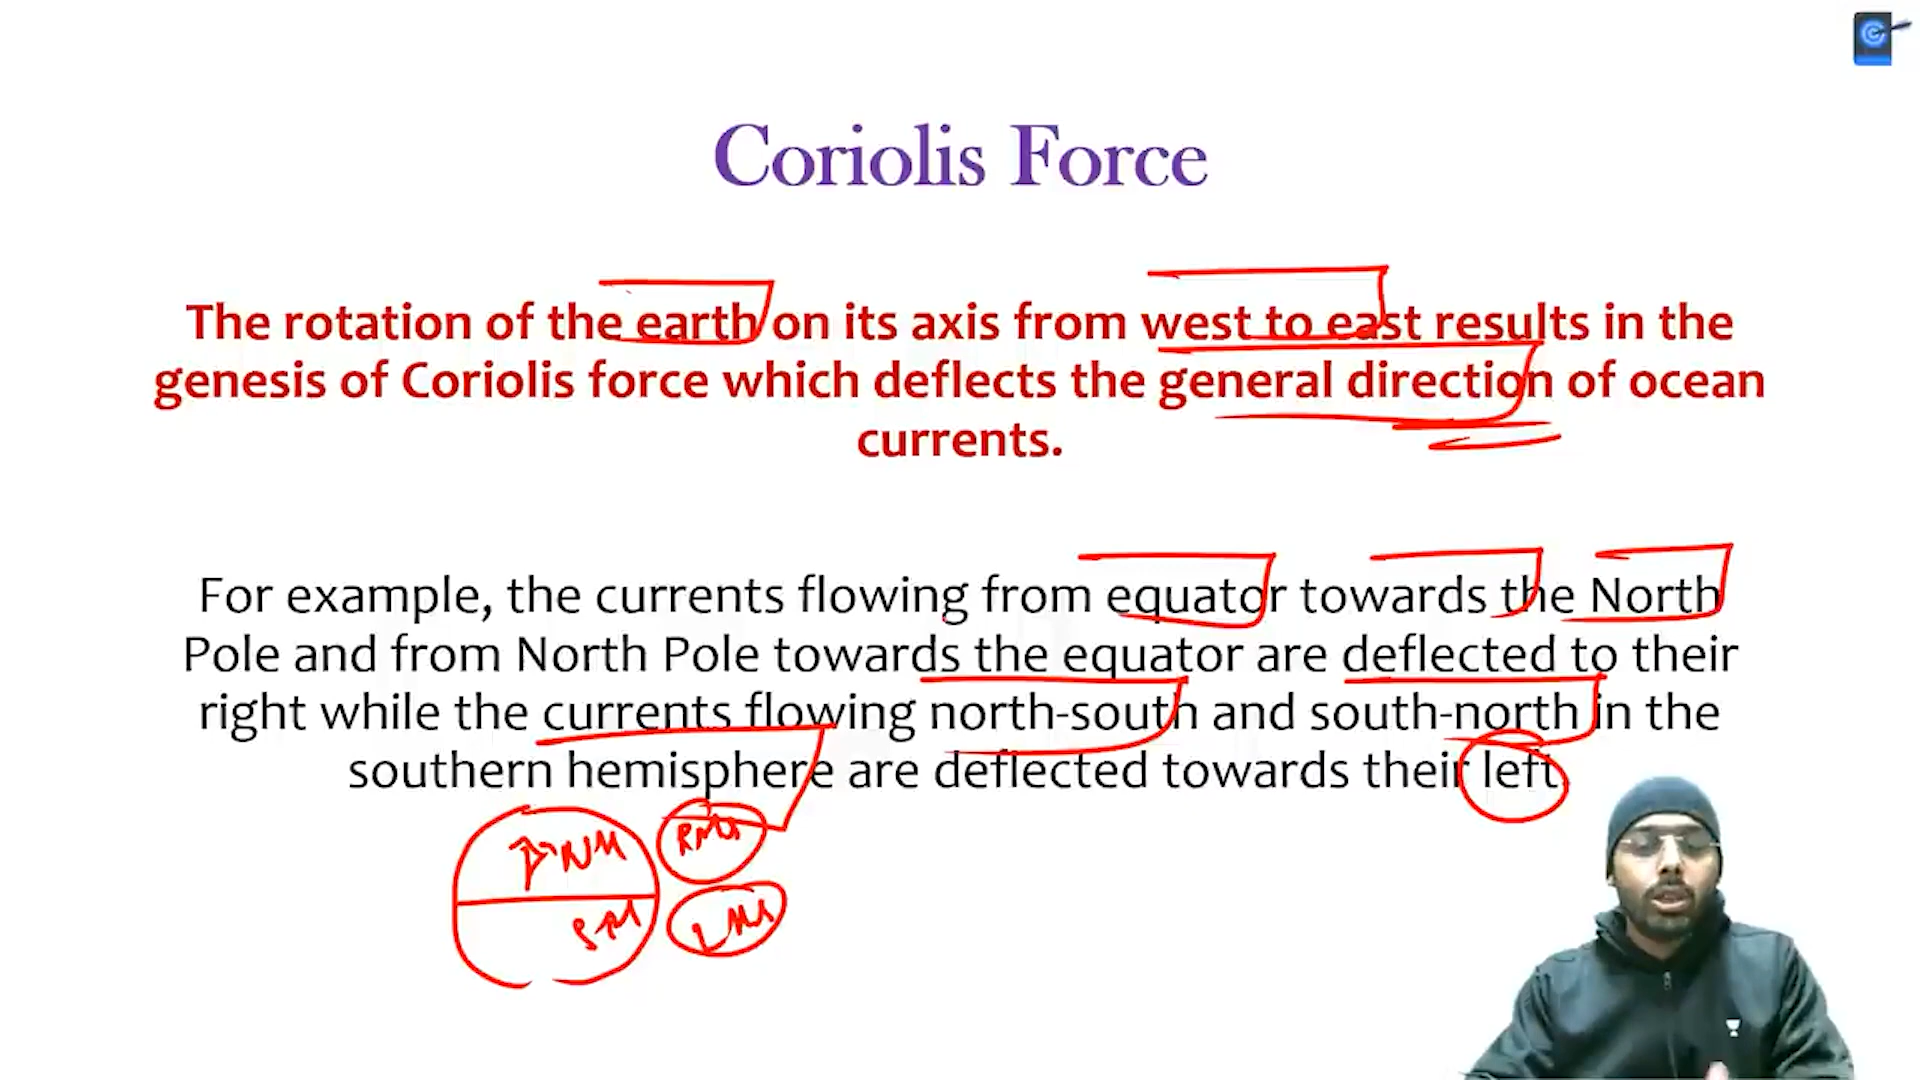 Coriolis Force
The rotation of the earth on its axis from west to east results in the
genesis of Coriolis force which deflects the general direction of ocean
currents.
For example, the currents flowing from equator towards the North
Pole and from North Pole towards the equator are deflected to their
right while the currents flowing north-south and south-north in the
southern hemisphere are deflected towards their left.